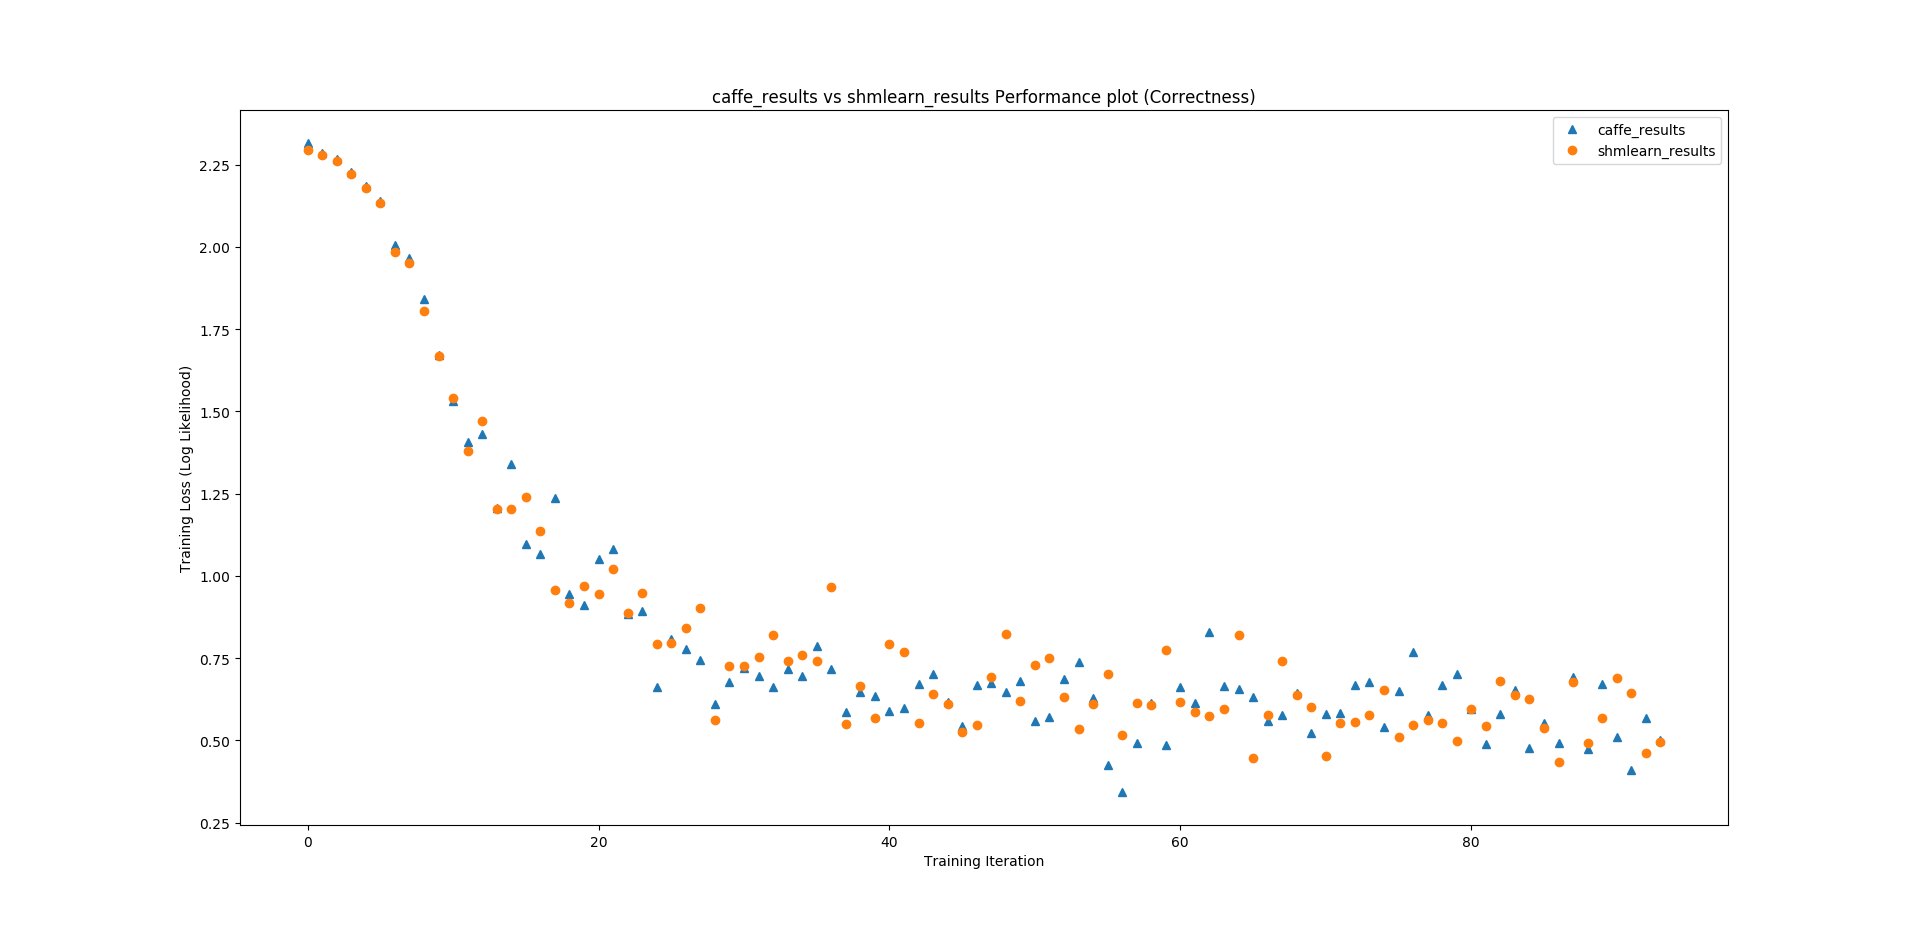 caffe_results vs shmlearn_results Performance plot (Correctness)
caffe_results
shmlearn_results
Training Loss (Log Likelihood)
2.25
2.00
1.75
1.50
1.25
1.00
0.75
0.50
0.25
0 20 40 60 80
Training Iteration